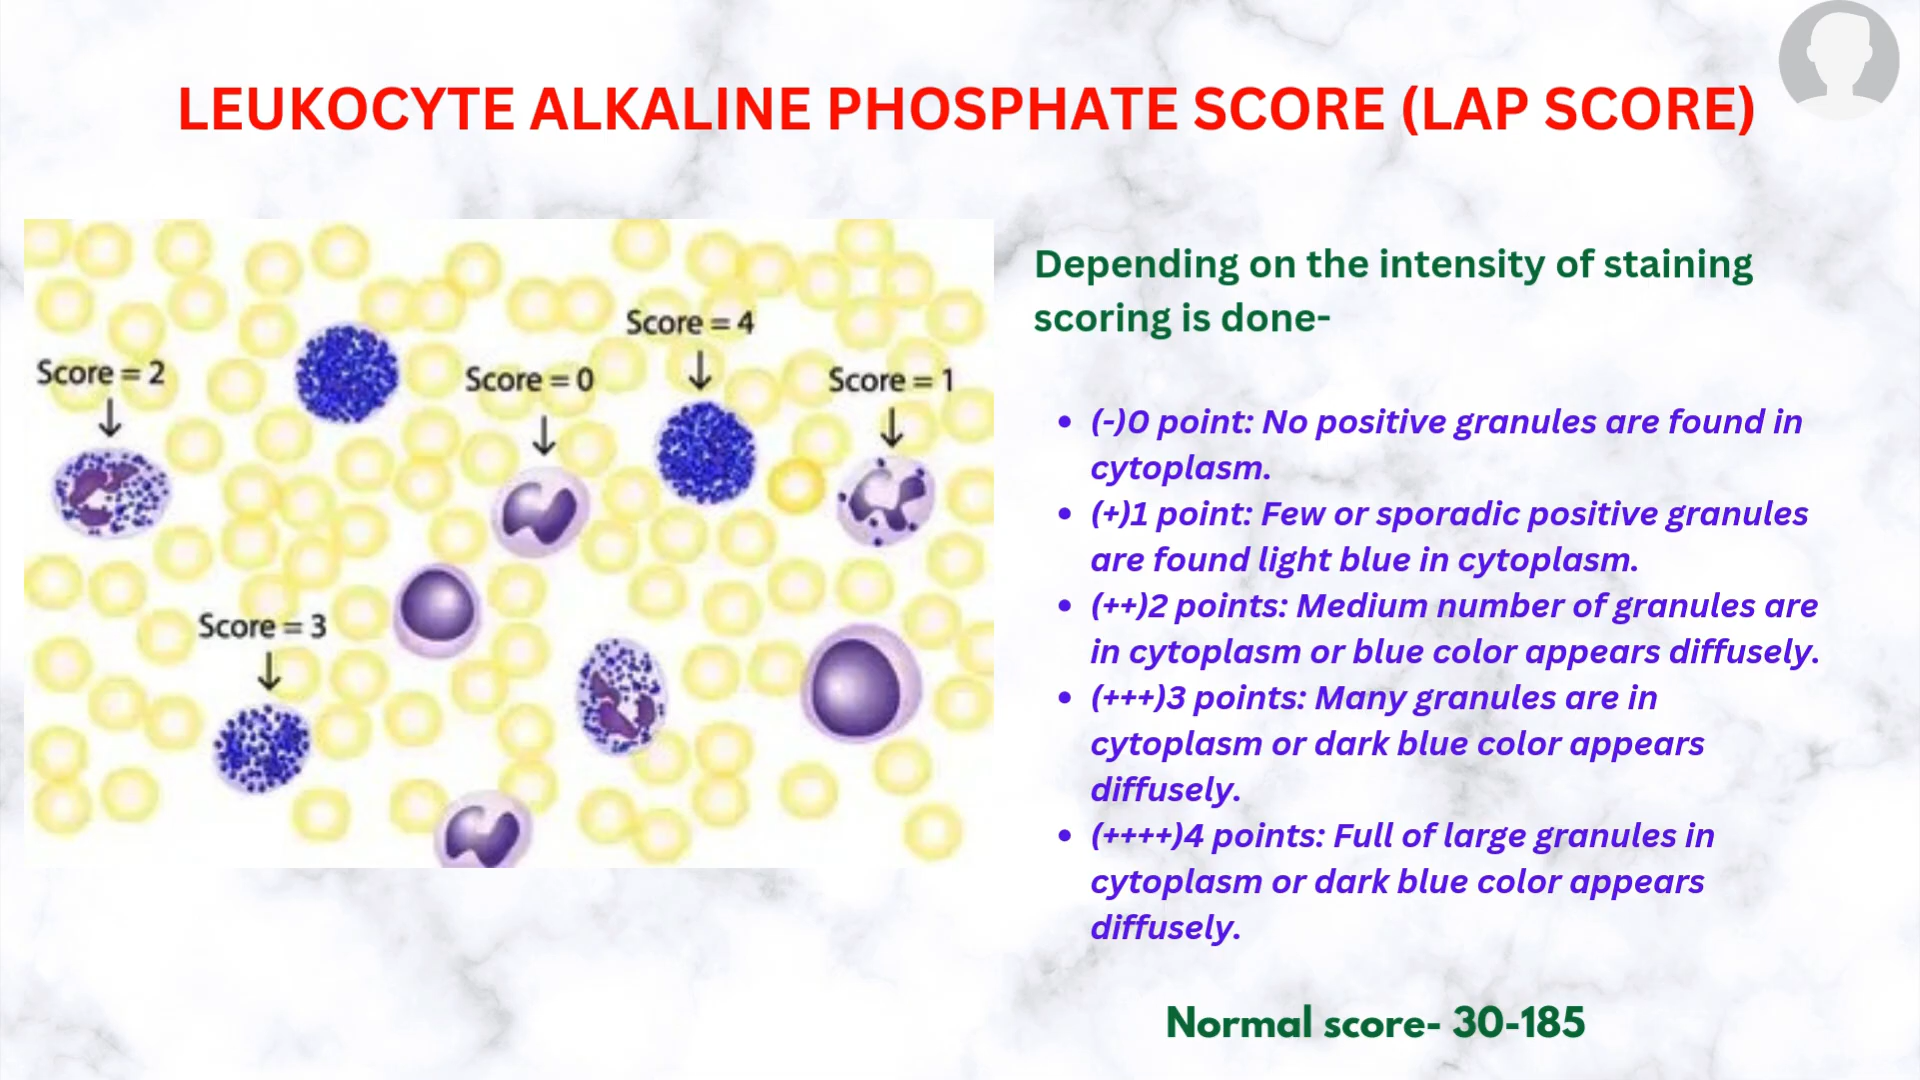 LEUKOCYTE ALKALINE PHOSPHATE SCORE (LAP SCORE)
Score = 4
Score = 2
Score = 0
Score = 1
Score = 3
Depending on the intensity of staining
scoring is done-
• (-)0 point: No positive granules are found in
cytoplasm.
• (+)1 point: Few or sporadic positive granules
are found light blue in cytoplasm.
• (++)2 points: Medium number of granules are
in cytoplasm or blue color appears diffusely.
• (+++)3 points: Many granules are in
cytoplasm or dark blue color appears
diffusely.
• (++++)4 points: Full of large granules in
cytoplasm or dark blue color appears
diffusely.
Normal score- 30-185